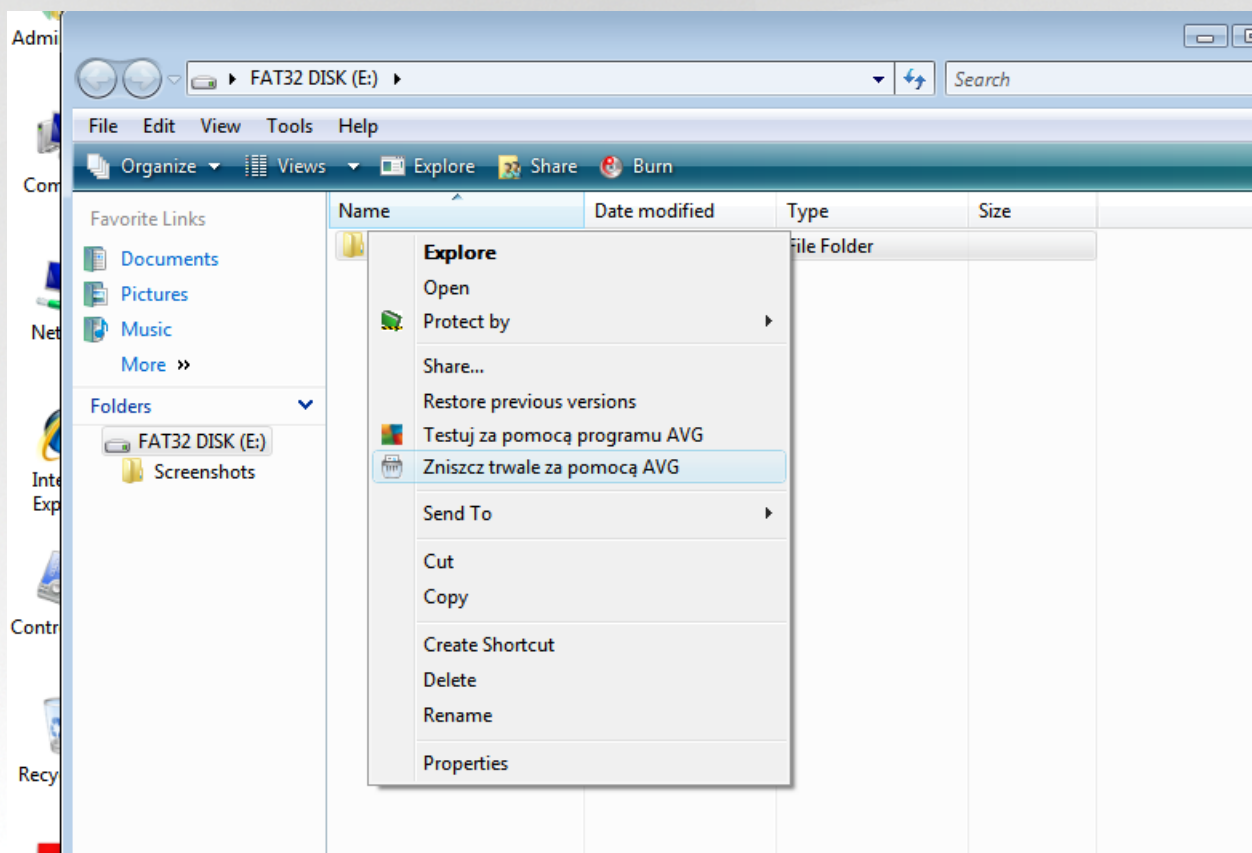 Admi
FAT32 DISK (E:)
Search
File Edit View Tools Help
Organize Views Explore Share Burn
Com
Favorite Links
Name Date modified Type Size
Documents
File Folder
Explore
Pictures
Open
Music
Protect by
Net
More »
Share...
Folders
Restore previous versions
FAT32 DISK (E:)
Testuj za pomocą programu AVG
Screenshots
Zniszcz trwale za pomocą AVG
Inte
Exp
Send To
Cut
Copy
Contr
Create Shortcut
Delete
Rename
Properties
Recy